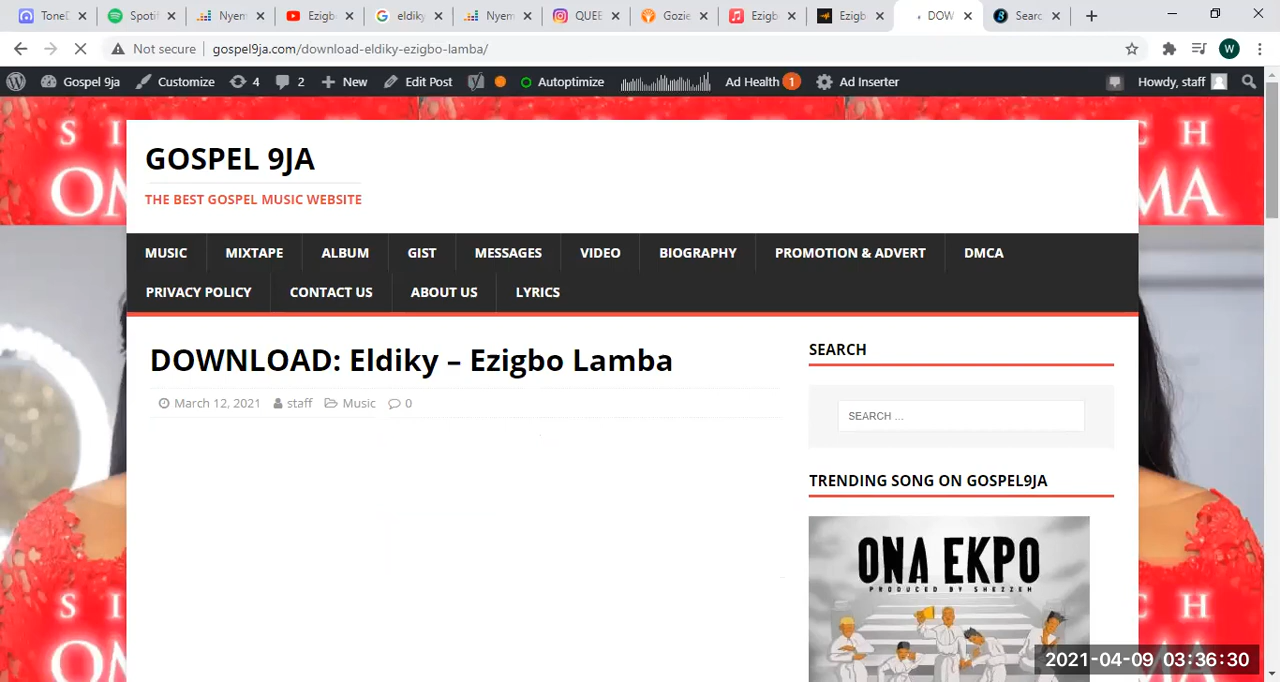 ToneD
Spotif
Nyem
Ezigb
eldiky
Nyem
QUEE
Gozie
Ezigb
Ezigb
DOW
Searc
Not secure
gospel9ja.com/download-eldiky-ezigbo-lamba/
W
Gospel 9ja
Customize
4
2
New
Edit Post
Autoptimize
Ad Health 1
Ad Inserter
Howdy, staff
GOSPEL 9JA
THE BEST GOSPEL MUSIC WEBSITE
MUSIC
MIXTAPE
ALBUM
GIST
MESSAGES
VIDEO
BIOGRAPHY
PROMOTION & ADVERT
DMCA
PRIVACY POLICY
CONTACT US
ABOUT US
LYRICS
DOWNLOAD: Eldiky – Ezigbo Lamba
March 12, 2021
staff
Music
0
SEARCH
SEARCH ...
TRENDING SONG ON GOSPEL9JA
ONA EKPO
PRODUCED BY SHEZZEH
2021-04-09 03:36:30